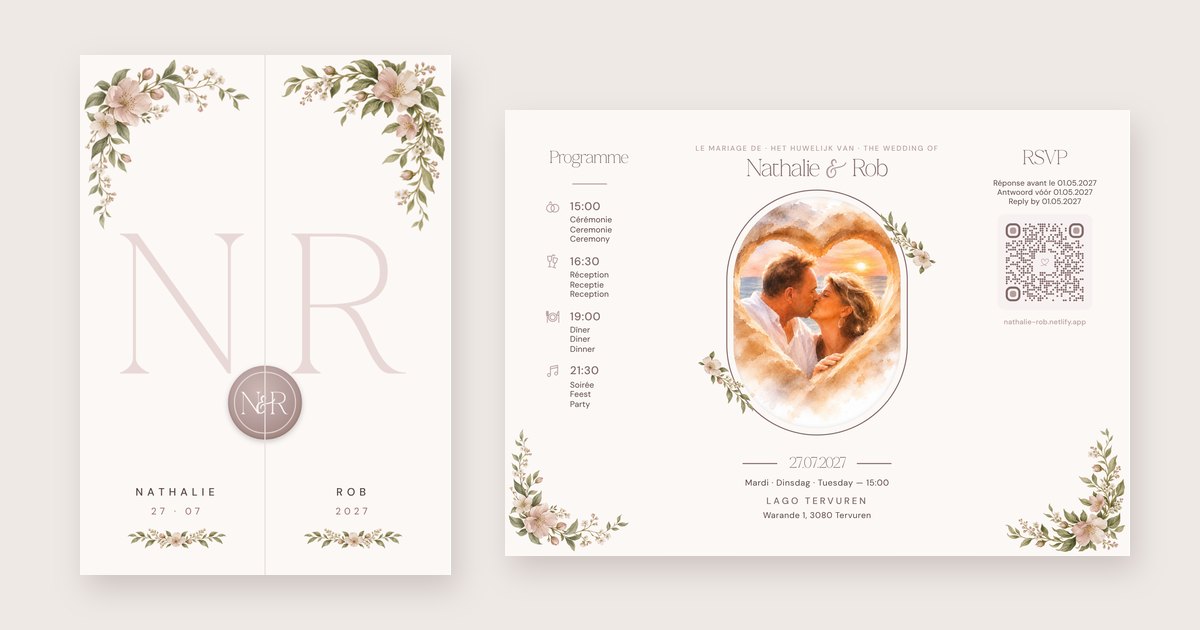 N R
N&R
NATHALIE
27 · 07
ROB
2027
Programme
15:00
Cérémonie
Ceremonie
Ceremony
16:30
Réception
Receptie
Reception
19:00
Dîner
Diner
Dinner
21:30
Soirée
Feest
Party
LE MARIAGE DE · HET HUWELIJK VAN · THE WEDDING OF
Nathalie & Rob
27.07.2027
Mardi · Dinsdag · Tuesday — 15:00
LAGO TERVUREN
Warande 1, 3080 Tervuren
RSVP
Réponse avant le 01.05.2027
Antwoord vóór 01.05.2027
Reply by 01.05.2027
nathalie-rob.netlify.app